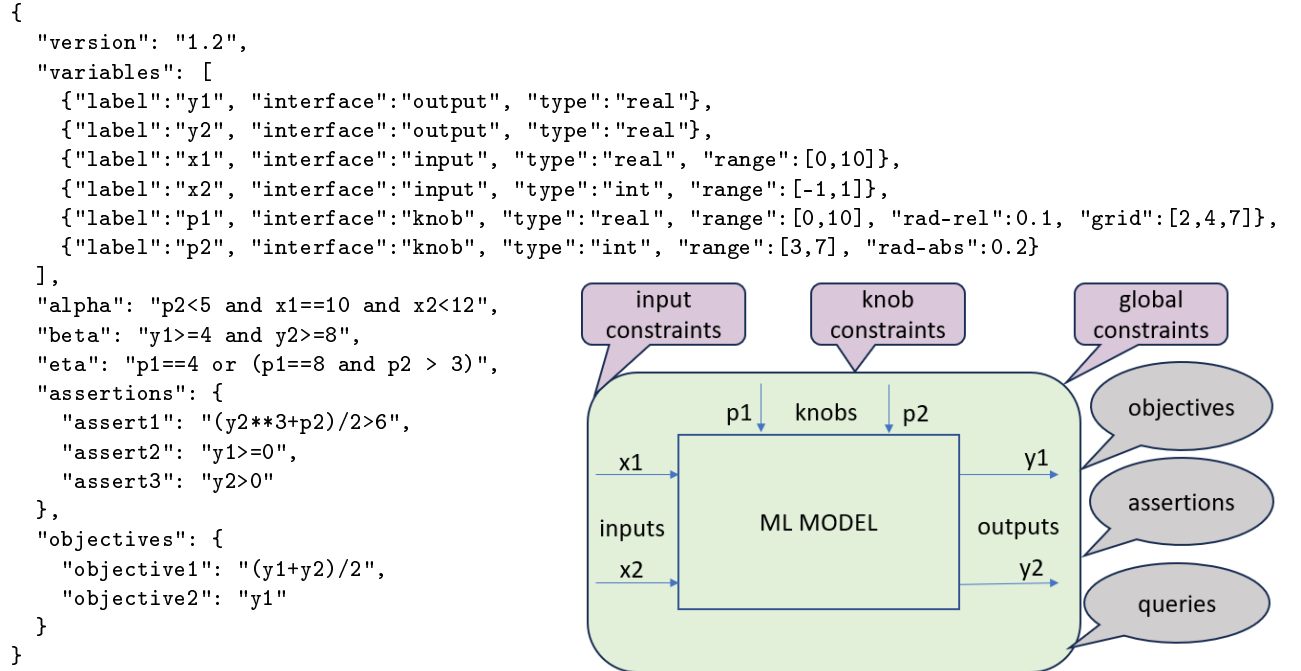 {
"version": "1.2",
"variables": [
{"label":"y1", "interface":"output", "type":"real"},
{"label":"y2", "interface":"output", "type":"real"},
{"label":"x1", "interface":"input", "type":"real", "range":[0,10]},
{"label":"x2", "interface":"input", "type":"int", "range":[-1,1]},
{"label":"p1", "interface":"knob", "type":"real", "range":[0,10], "rad-rel":0.1, "grid":[2,4,7]},
{"label":"p2", "interface":"knob", "type":"int", "range":[3,7], "rad-abs":0.2}
],
"alpha": "p2<5 and x1==10 and x2<12",
"beta": "y1>=4 and y2>=8",
"eta": "p1==4 or (p1==8 and p2 > 3)",
"assertions": {
"assert1": "(y2**3+p2)/2>6",
"assert2": "y1>=0",
"assert3": "y2>0"
},
"objectives": {
"objective1": "(y1+y2)/2",
"objective2": "y1"
}
}
input
constraints
knob
constraints
global
constraints
p1 knobs p2
x1
inputs
x2
ML MODEL
y1
outputs
y2
objectives
assertions
queries